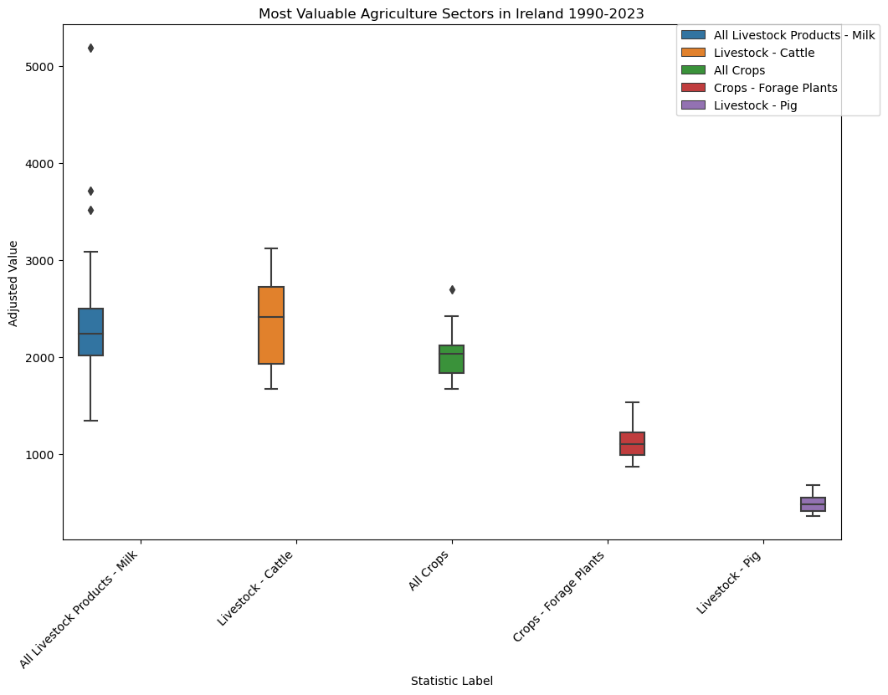 Most Valuable Agriculture Sectors in Ireland 1990-2023
All Livestock Products - Milk
Livestock - Cattle
All Crops
Crops - Forage Plants
Livestock - Pig
5000
4000
3000
2000
1000
Adjusted Value
All Livestock Products - Milk
Livestock - Cattle
All Crops
Crops - Forage Plants
Livestock - Pig
Statistic Label